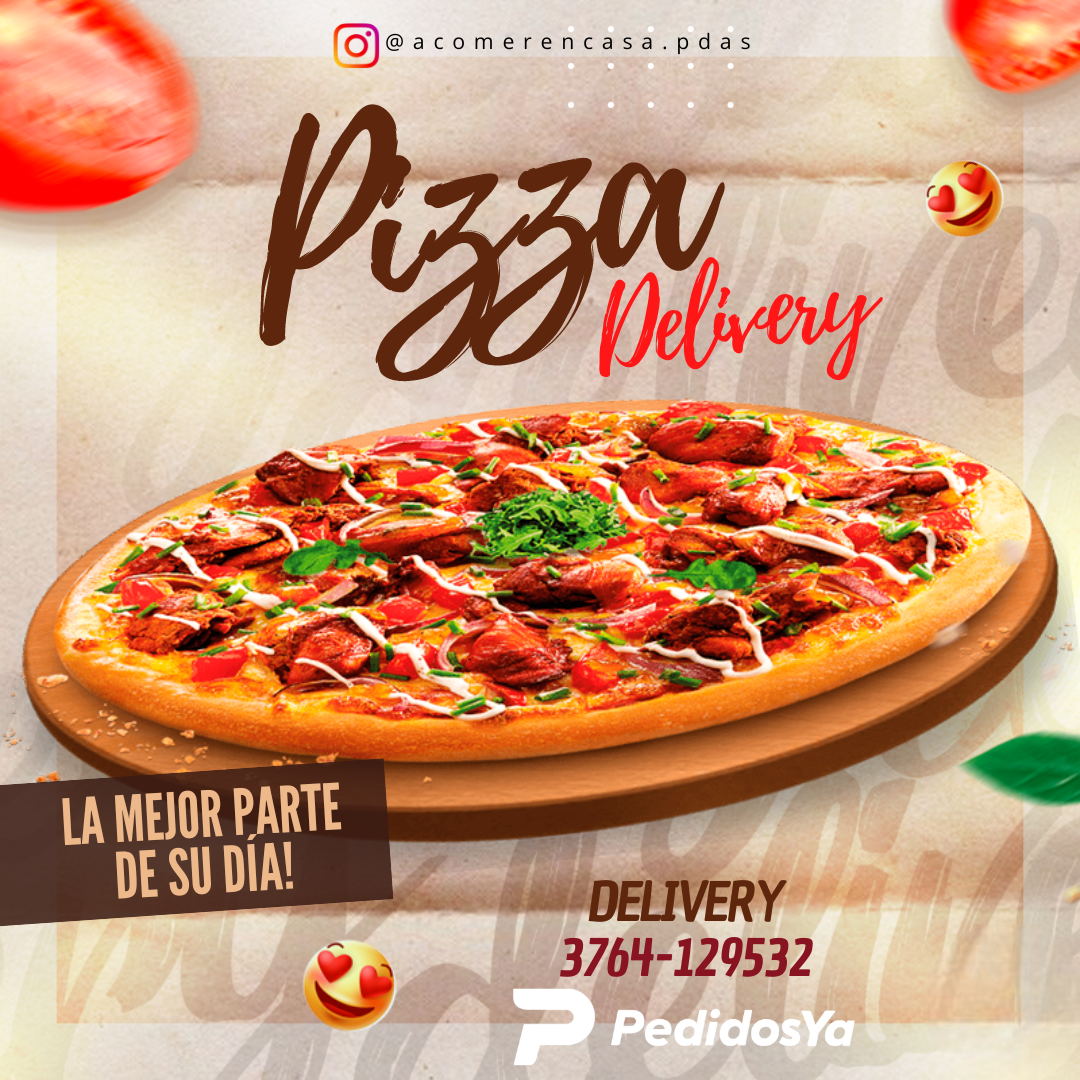 @acomerencasa.pdas
Pizza
Delivery
LA MEJOR PARTE
DE SU DÍA!
DELIVERY
3764-129532
PedidosYa